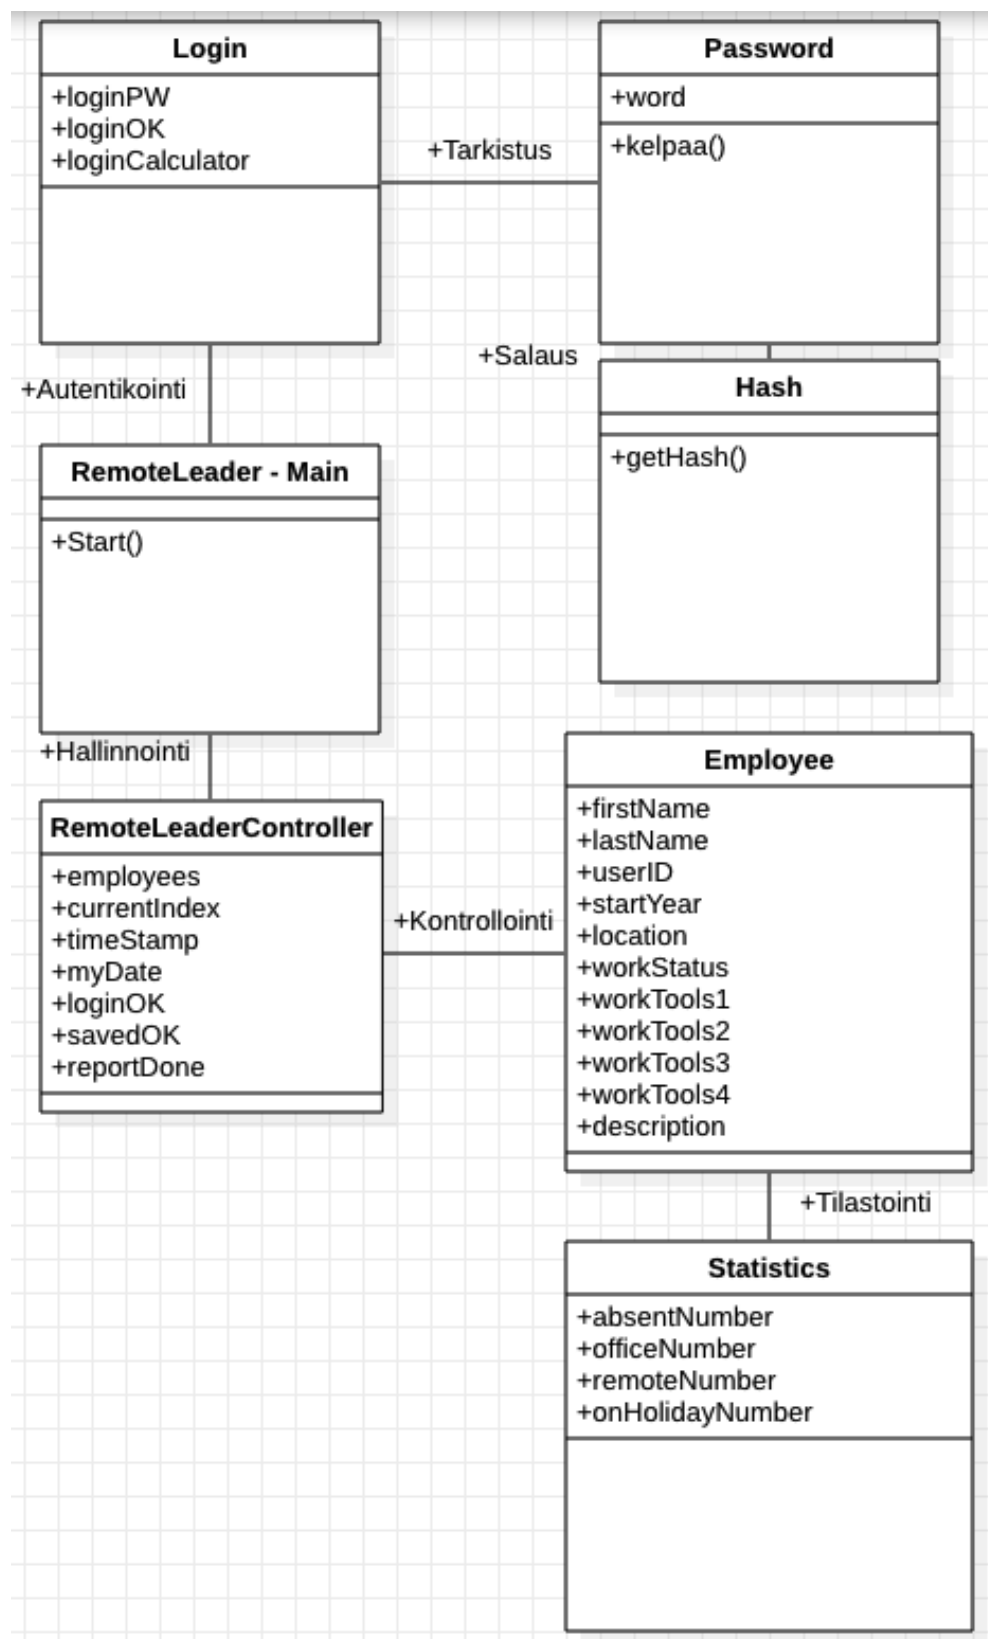 Login
+loginPW
+loginOK
+loginCalculator
+Tarkistus
Password
+word
+kelpaa()
+Salaus
Hash
+getHash()
+Autentikointi
RemoteLeader - Main
+Start()
+Hallinnointi
RemoteLeaderController
+employees
+currentIndex
+timeStamp
+myDate
+loginOK
+savedOK
+reportDone
+Kontrollointi
Employee
+firstName
+lastName
+userID
+startYear
+location
+workStatus
+workTools1
+workTools2
+workTools3
+workTools4
+description
+Tilastointi
Statistics
+absentNumber
+officeNumber
+remoteNumber
+onHolidayNumber